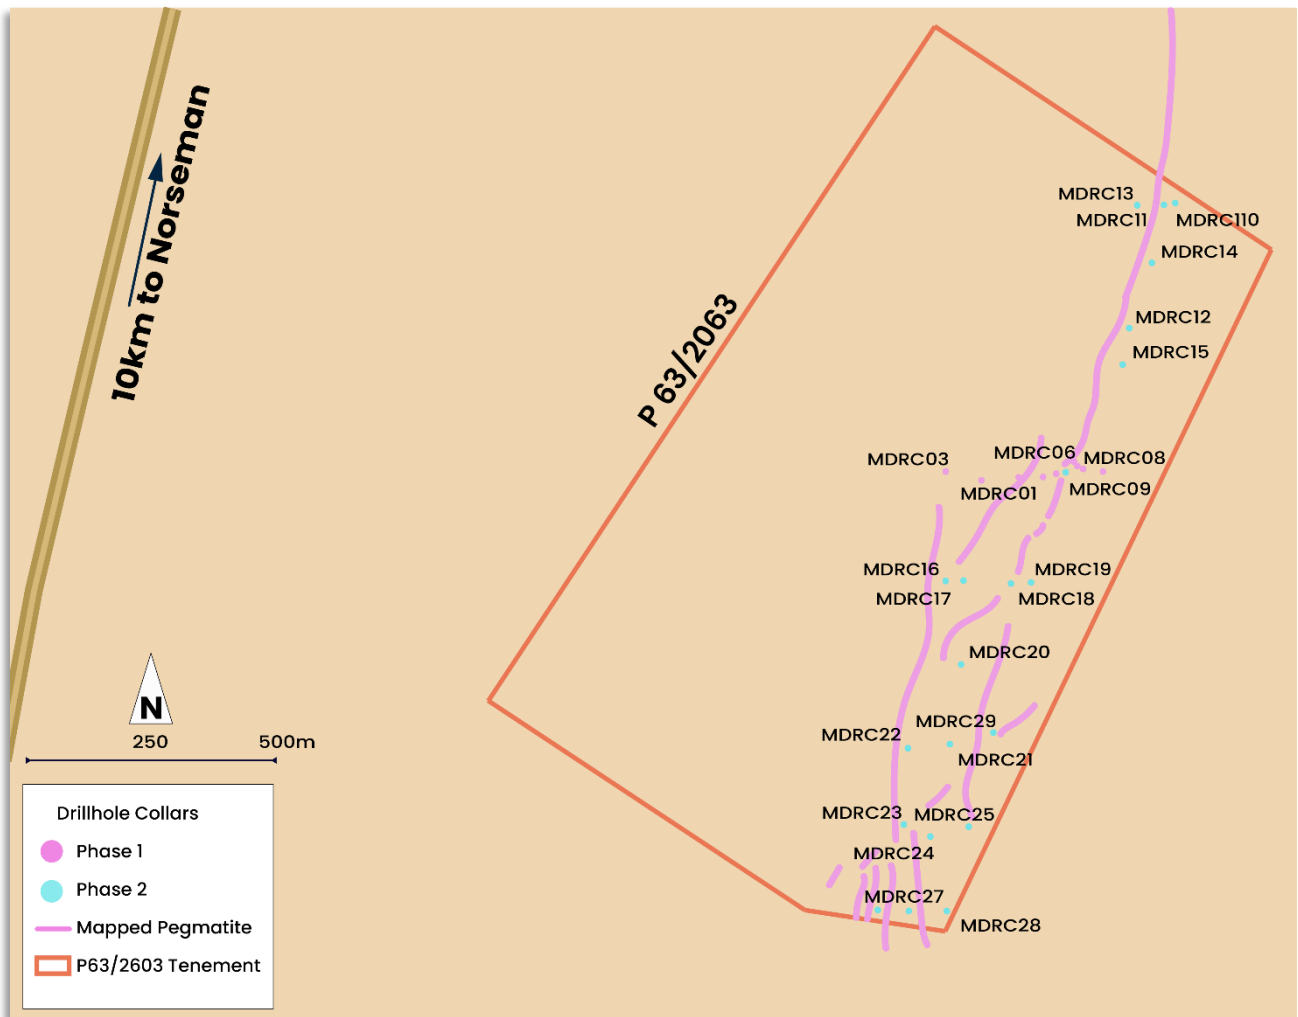 10km to Norseman
P 63/2063
MDRC13
MDRC11
MDRC110
MDRC14
MDRC12
MDRC15
MDRC03
MDRC06
MDRC08
MDRC01
MDRC09
MDRC16
MDRC19
MDRC17
MDRC18
MDRC20
MDRC29
MDRC22
MDRC21
MDRC23
MDRC25
MDRC24
MDRC27
MDRC28
N
250 500m
Drillhole Collars
Phase 1
Phase 2
Mapped Pegmatite
P63/2603 Tenement